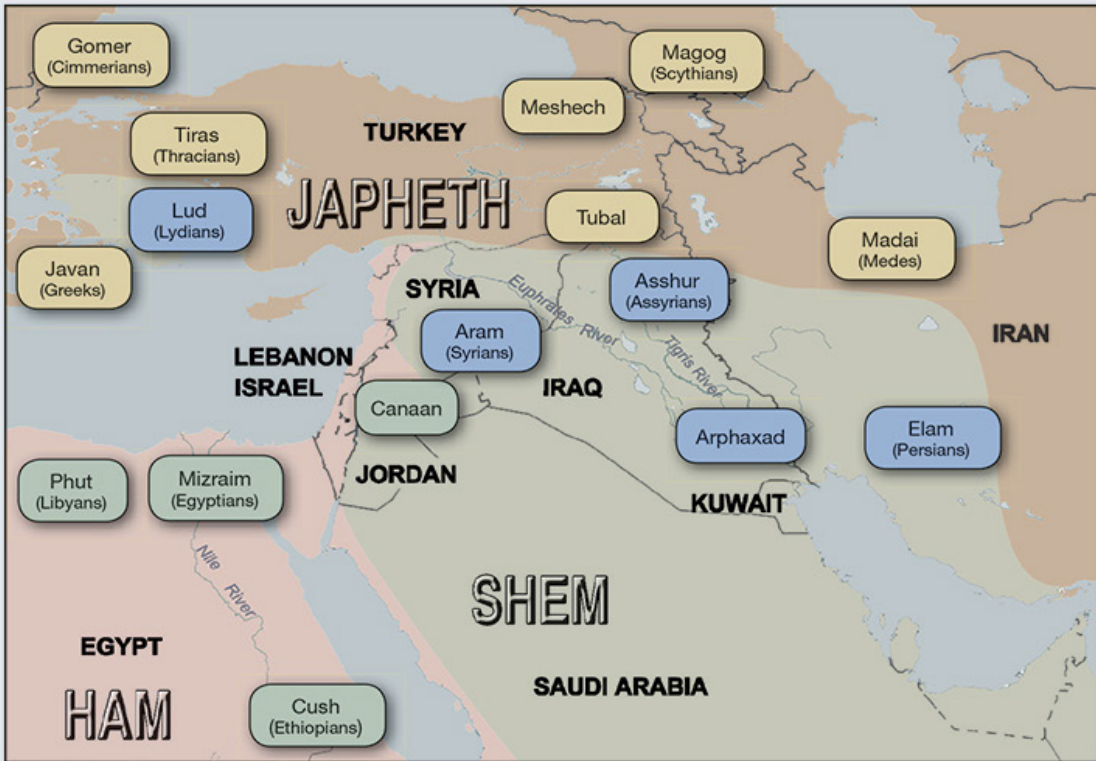 Gomer
(Cimmerians)
Magog
(Scythians)
Meshech
Tiras
(Thracians)
TURKEY
JAPHETH
Lud
(Lydians)
Tubal
Madai
(Medes)
Javan
(Greeks)
Asshur
(Assyrians)
SYRIA
Euphrates River
Aram
(Syrians)
Tigris River
IRAN
LEBANON
ISRAEL
IRAQ
Canaan
Arphaxad
Elam
(Persians)
JORDAN
Phut
(Libyans)
Mizraim
(Egyptians)
KUWAIT
Nile River
SHEM
EGYPT
SAUDI ARABIA
HAM
Cush
(Ethiopians)